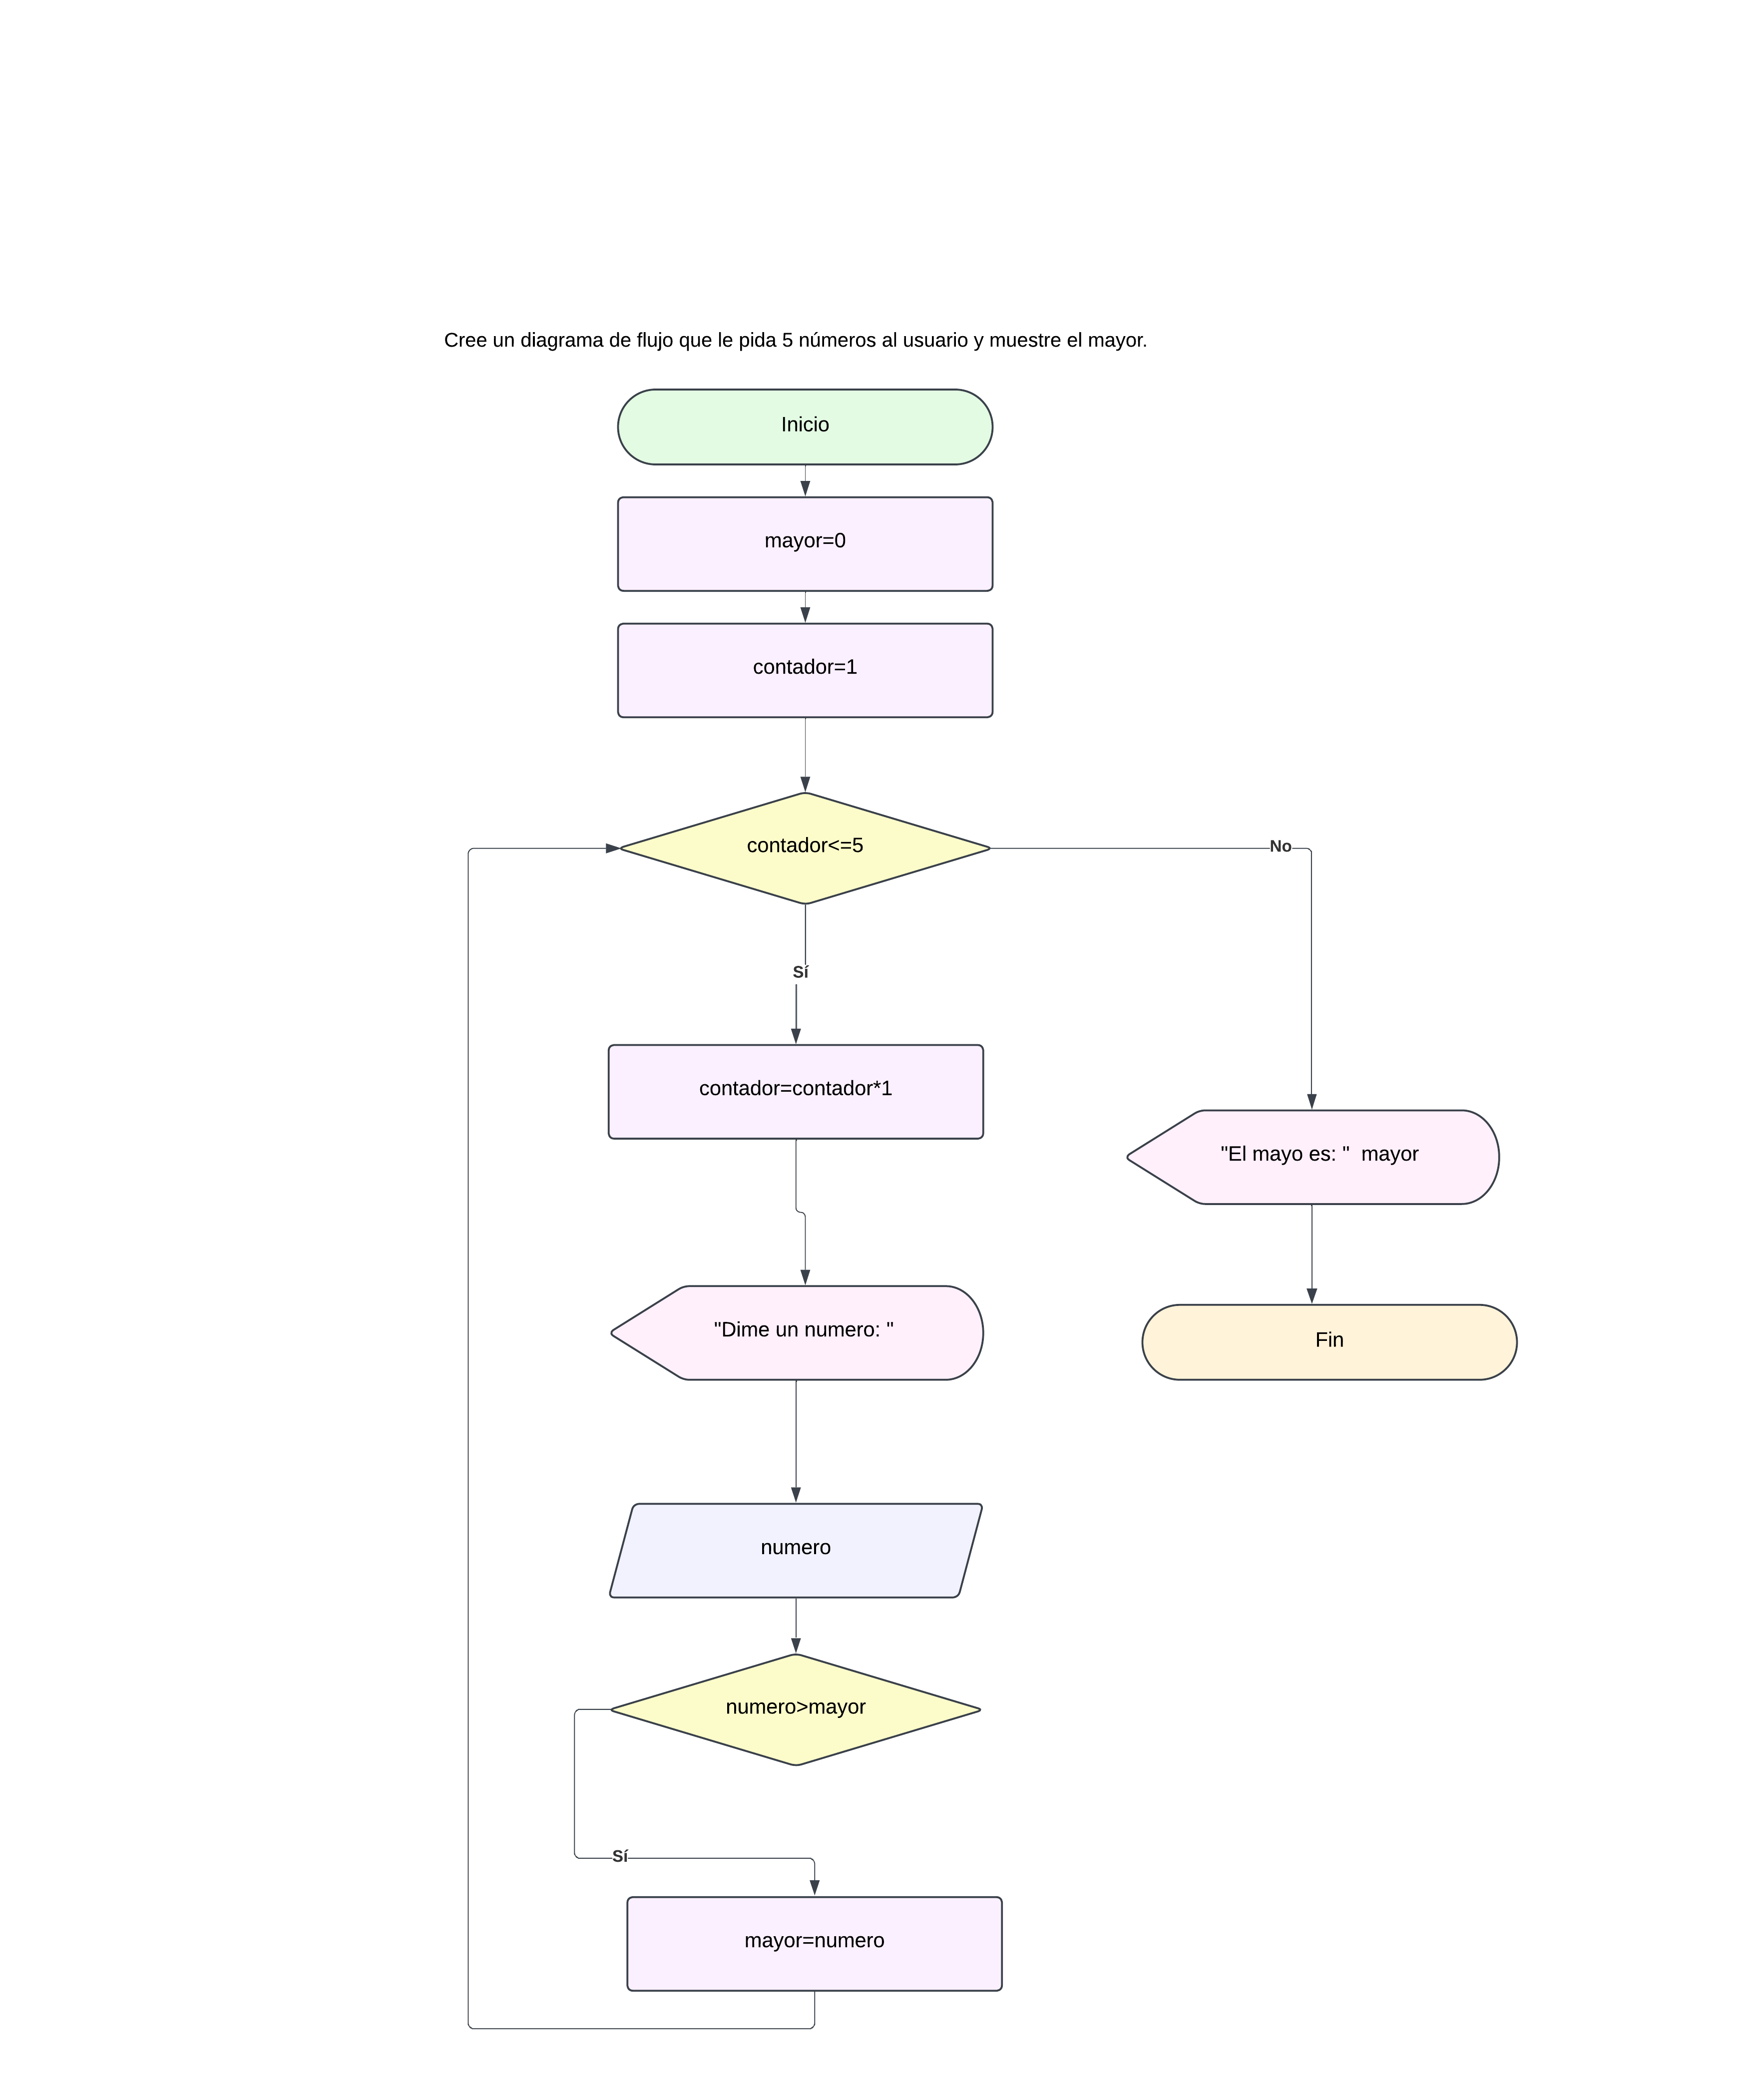 Cree un diagrama de flujo que le pida 5 números al usuario y muestre el mayor.
Inicio
mayor=0
contador=1
contador<=5
No
Sí
contador=contador*1
"El mayo es: "  mayor
"Dime un numero: "
Fin
numero
numero>mayor
Sí
mayor=numero